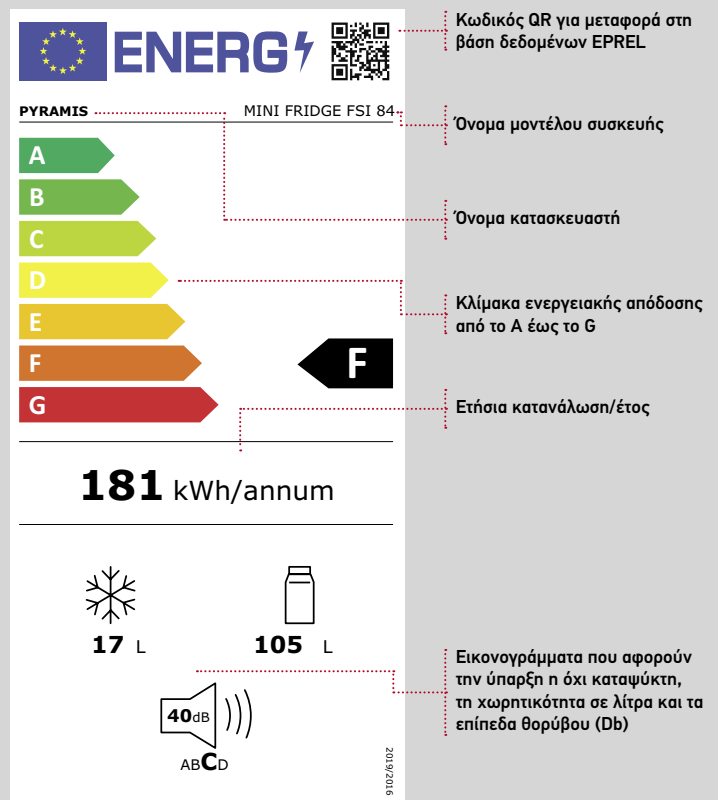 ENERG
Κωδικός QR για μεταφορά στη
βάση δεδομένων EPREL
PYRAMIS
MINI FRIDGE FSI 84
Όνομα μοντέλου συσκευής
A
B
Όνομα κατασκευαστή
C
D
Κλίμακα ενεργειακής απόδοσης
από το A έως το G
E
F
F
G
Ετήσια κατανάλωση/έτος
181 kWh/annum
17 L
105 L
Εικονογράμματα που αφορούν
την ύπαρξη η όχι καταψύκτη,
τη χωρητικότητα σε λίτρα και τα
επίπεδα θορύβου (Db)
40dB
ABCD
2019/2016